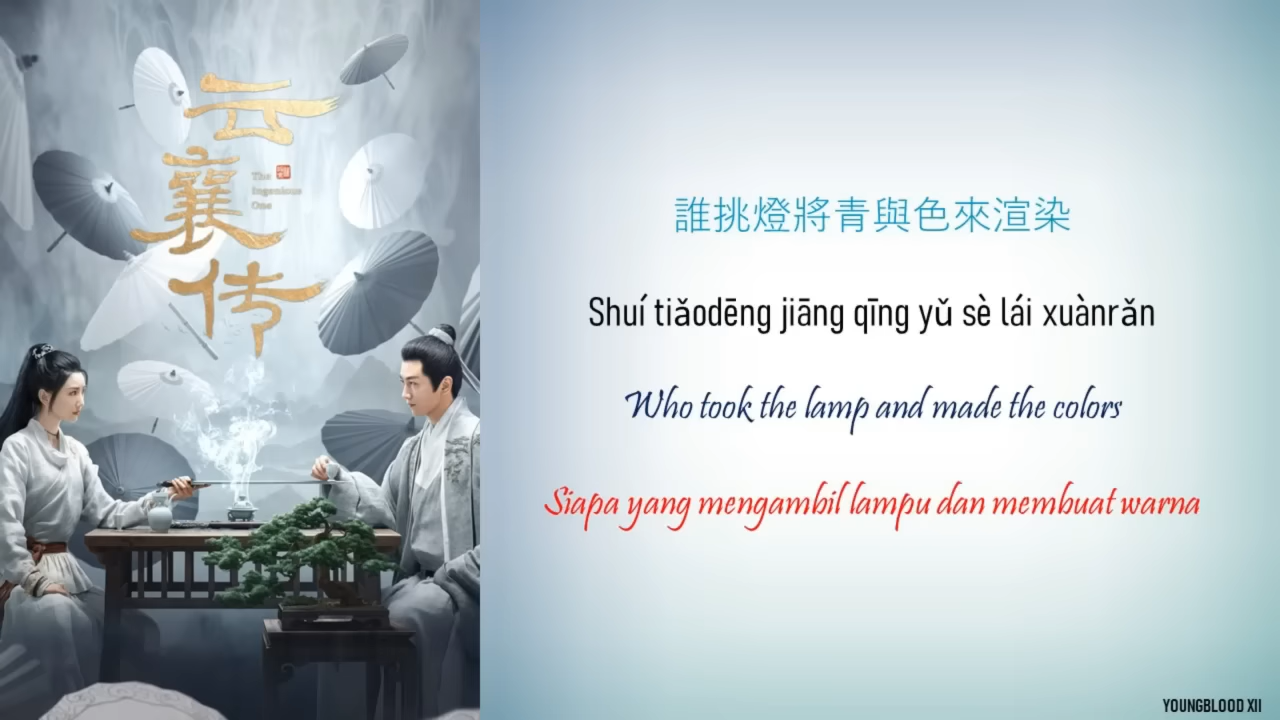 云
襄
传
The
Ingenious
One
誰挑燈將青與色來渲染
Shuí tiǎodēng jiāng qīng yǔ sè lái xuànrǎn
Who took the lamp and made the colors
Siapa yang mengambil lampu dan membuat warna
YOUNGBLOOD XII